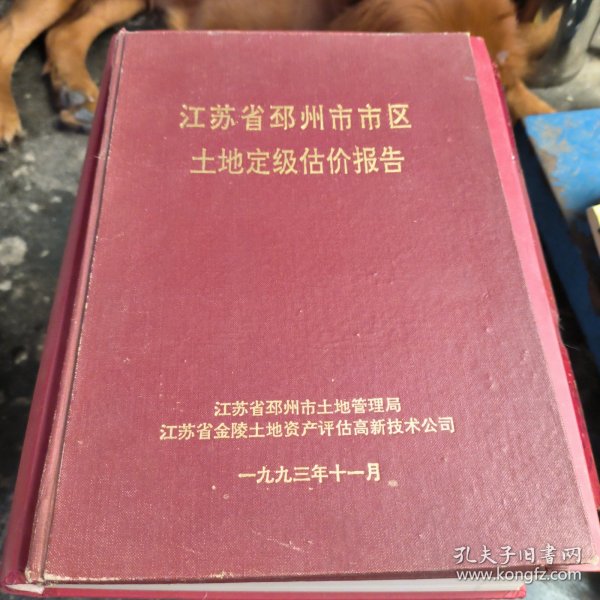 江苏省邳州市市区
土地定级估价报告
江苏省邳州市土地管理局
江苏省金陵土地资产评估高新技术公司
一九九三年十一月
孔夫子旧书网
www.kongfz.com